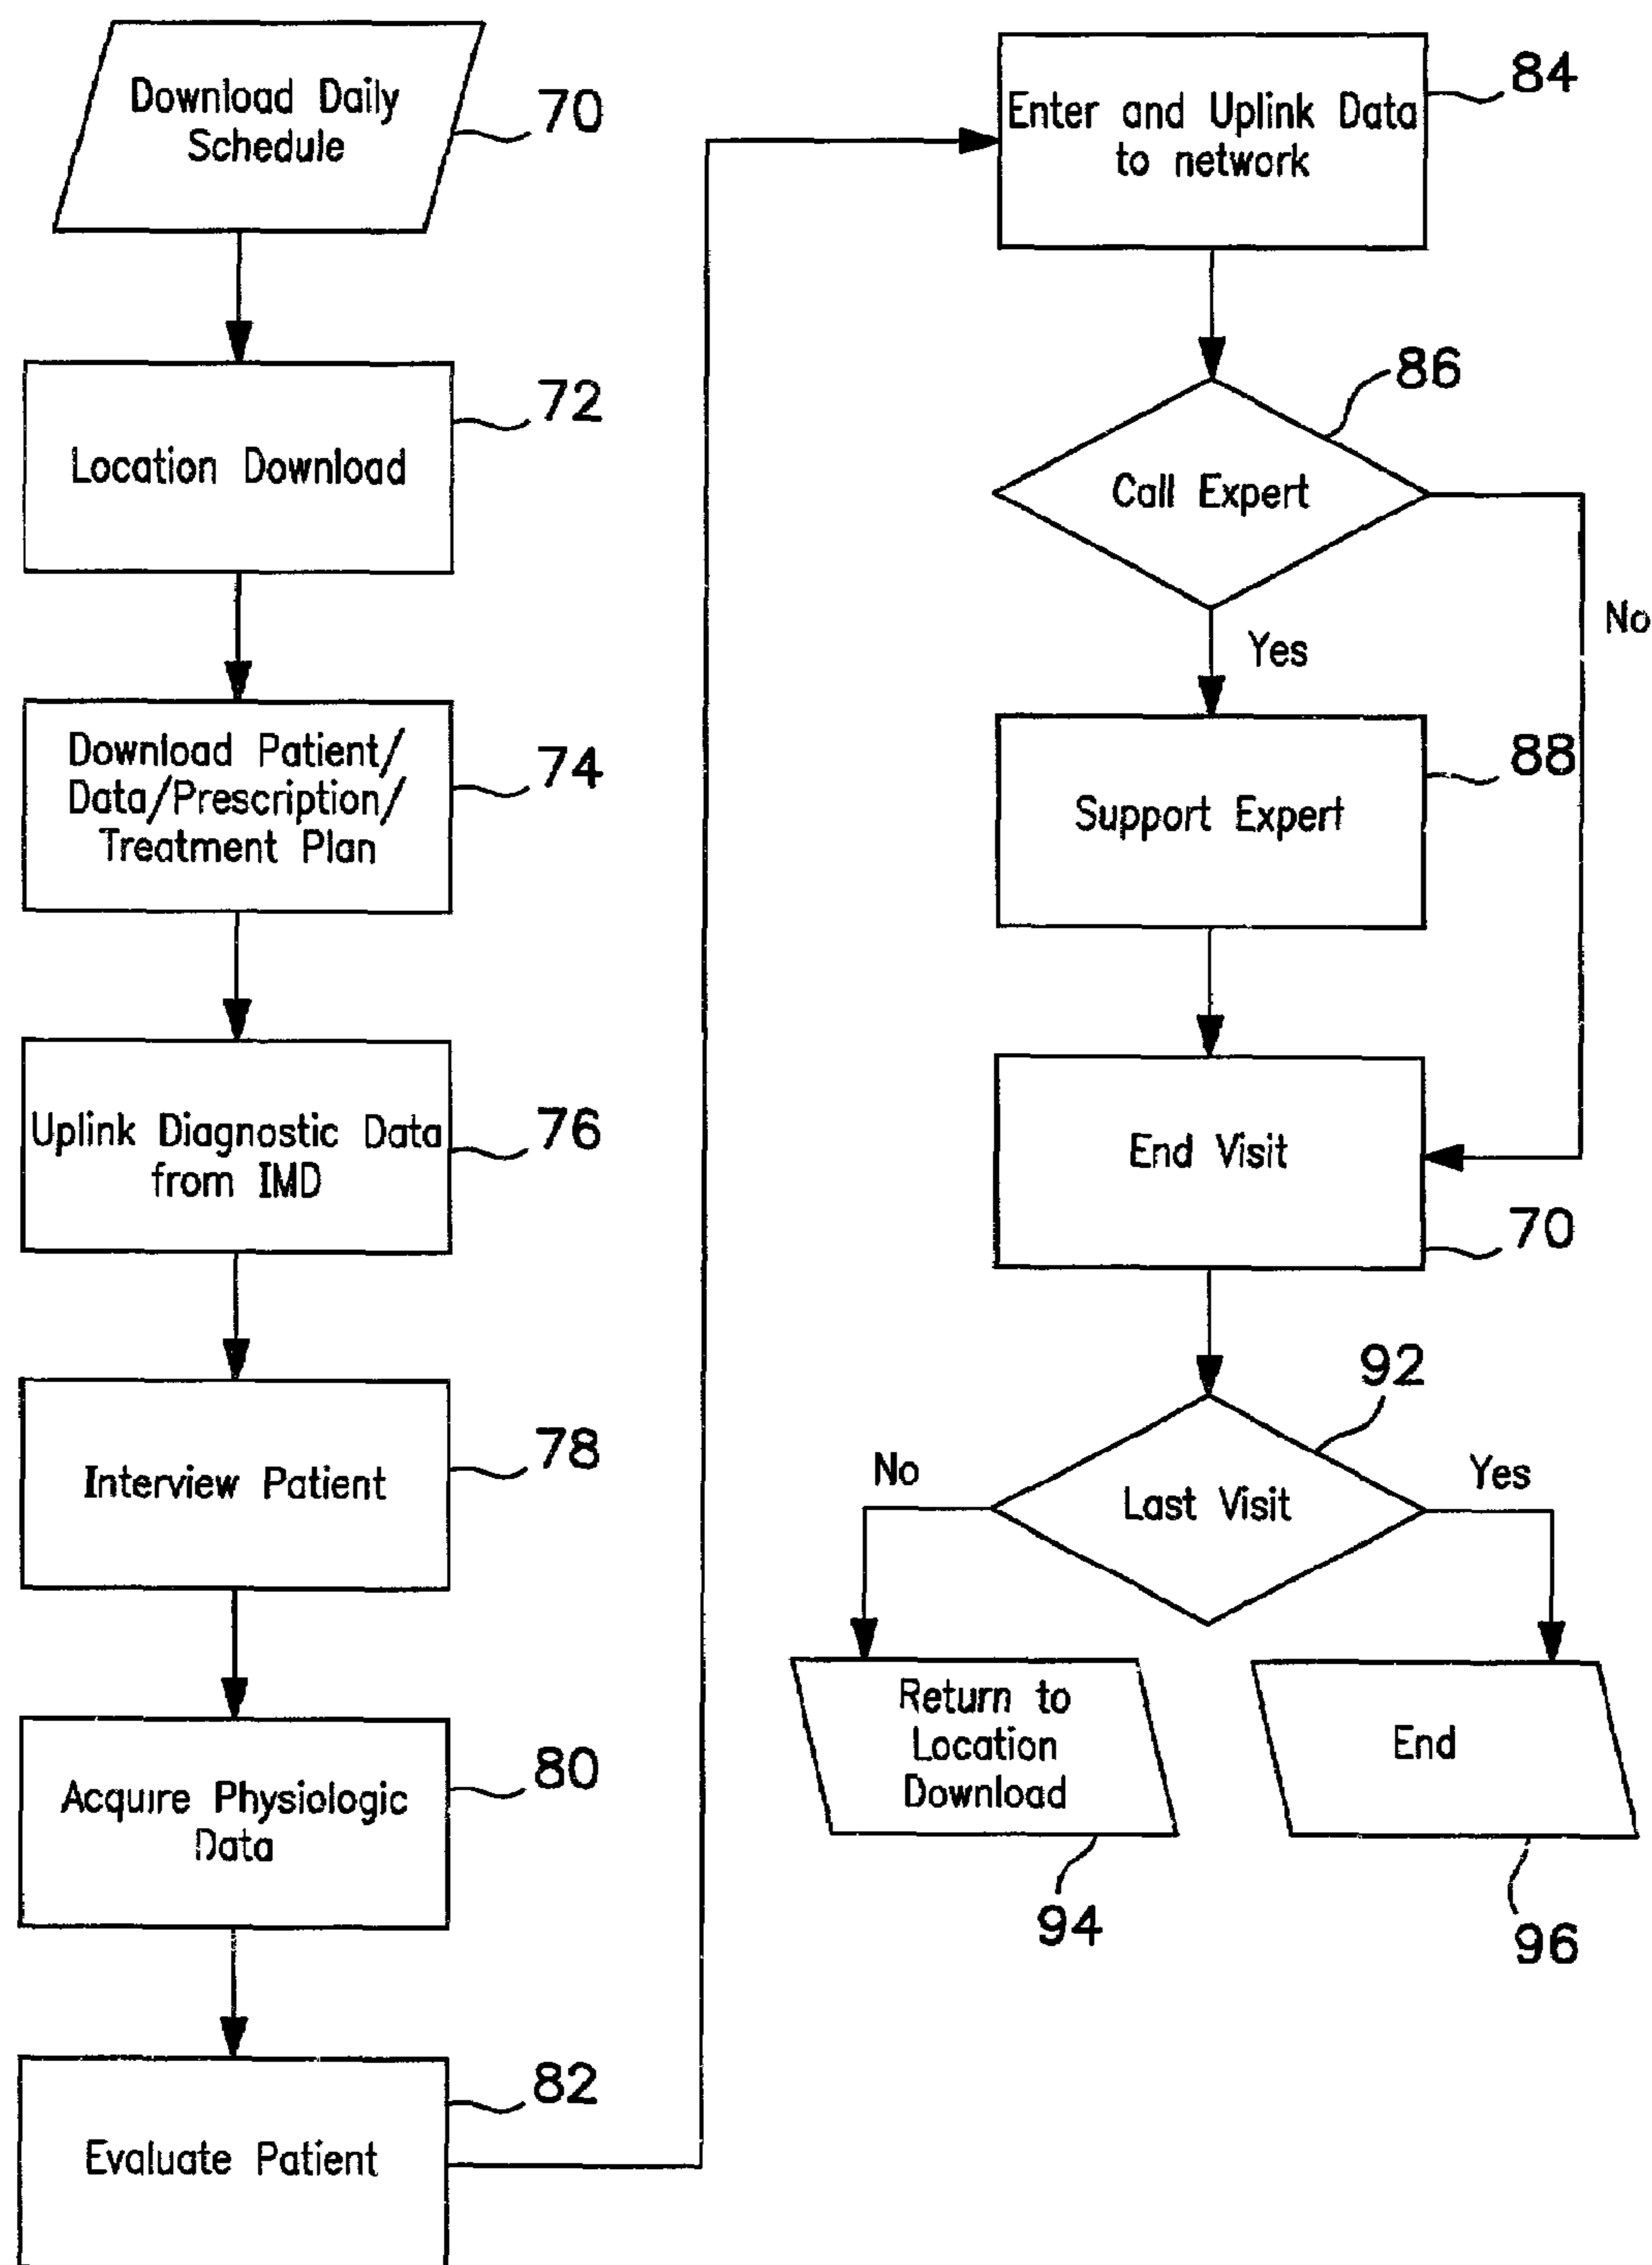 Download Daily
Schedule
70
Location Download
72
Download Patient/
Data/Prescription/
Treatment Plan
74
Uplink Diagnostic Data
from IMD
76
Interview Patient
78
Acquire Physiologic
Data
80
Evaluate Patient
82
Enter and Uplink Data
to network
84
Call Expert
86
No
Yes
Support Expert
88
End Visit
70
Last Visit
92
No
Yes
Return to
Location
Download
94
End
96